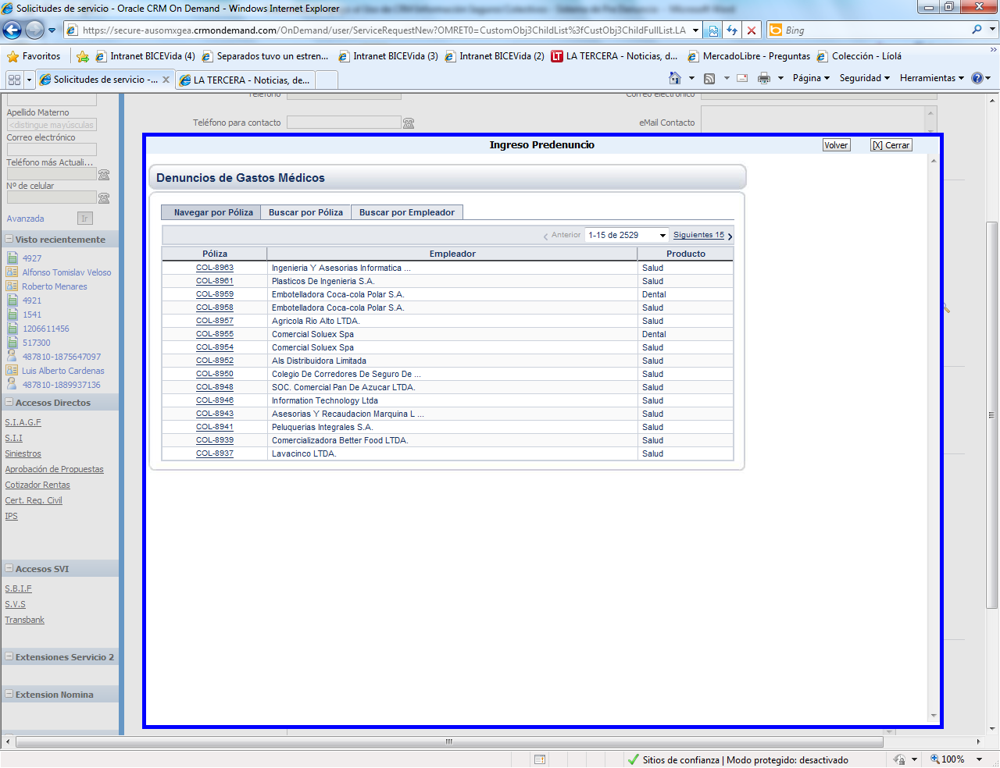 Solicitudes de servicio - Oracle CRM On Demand - Windows Internet Explorer
https://secure-ausomxgea.crmondemand.com/OnDemand/user/ServiceRequestNew?OMRET0=CustomObj3ChildList%3fCustObj3ChildFullList.LA
Bing
Favoritos
Intranet BICEVida (4)
Separados tuvo un estren...
Intranet BICEVida (3)
Intranet BICEVida (2)
LT LA TERCERA - Noticias, d...
MercadoLibre - Preguntas
Colección - Líolá
Solicitudes de servicio -...
LA TERCERA - Noticias, de...
Página
Seguridad
Herramientas
Teléfono
Correo electrónico
Apellido Materno
<distingue mayúsculas
Correo electrónico
Teléfono más Actuali...
Nº de celular
Avanzada
Ir
Teléfono para contacto
eMail Contacto
Visto recientemente
4927
Alfonso Tomislav Veloso
Roberto Menares
4921
1541
1206611456
517300
487810-1875647097
Luis Alberto Cardenas
487810-1889937136
Accesos Directos
S.I.A.G.F
S.I.I
Siniestros
Aprobación de Propuestas
Cotizador Rentas
Cert. Reg. Civil
IPS
Accesos SVI
S.B.I.F
S.V.S
Transbank
Extensiones Servicio 2
Extension Nomina
Ingreso Predenuncio
Volver
[X] Cerrar
Denuncios de Gastos Médicos
Navegar por Póliza
Buscar por Póliza
Buscar por Empleador
Anterior
1-15 de 2529
Siguientes 15
Póliza Empleador Producto
COL-8963 Ingenieria Y Asesorias Informatica ... Salud
COL-8961 Plasticos De Ingenieria S.A. Salud
COL-8959 Embotelladora Coca-cola Polar S.A. Dental
COL-8958 Embotelladora Coca-cola Polar S.A. Salud
COL-8957 Agricola Rio Alto LTDA. Salud
COL-8955 Comercial Soluex Spa Dental
COL-8954 Comercial Soluex Spa Salud
COL-8952 Als Distribuidora Limitada Salud
COL-8950 Colegio De Corredores De Seguro De ... Salud
COL-8948 SOC. Comercial Pan De Azucar LTDA. Salud
COL-8946 Information Technology Ltda Salud
COL-8943 Asesorias Y Recaudacion Marquina L ... Salud
COL-8941 Peluquerias Integrales S.A. Salud
COL-8939 Comercializadora Better Food LTDA. Salud
COL-8937 Lavacinco LTDA. Salud
Sitios de confianza | Modo protegido: desactivado
100%